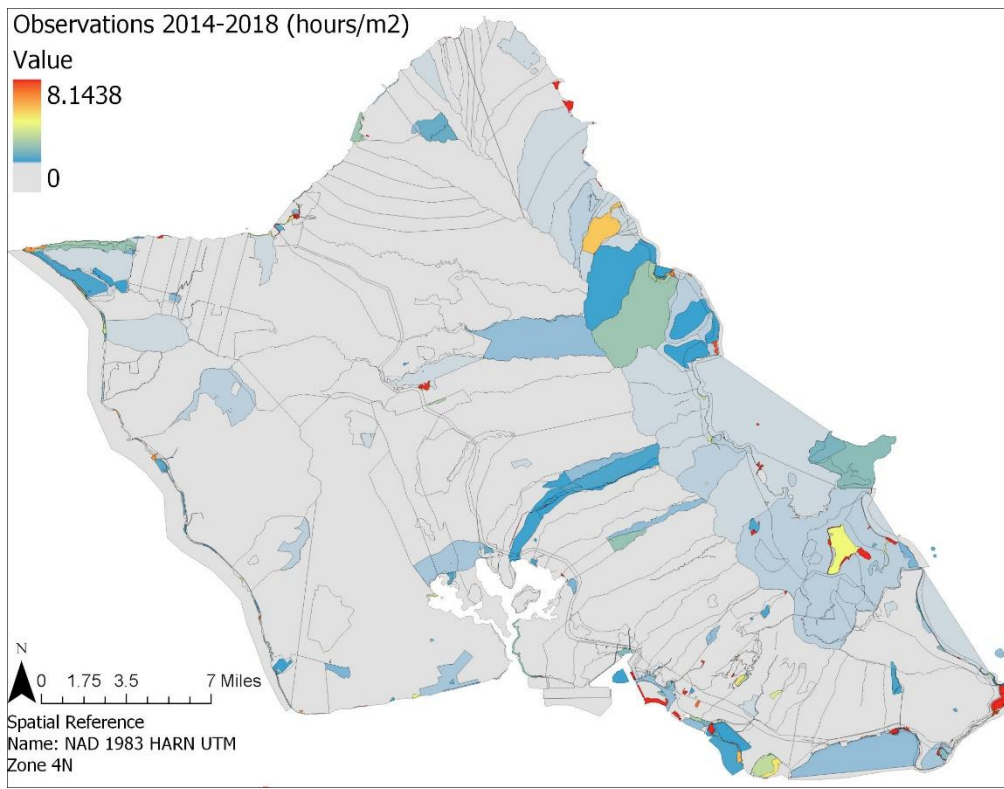 Observations 2014-2018 (hours/m2)
Value
8.1438
0
N
0 1.75 3.5 7 Miles
Spatial Reference
Name: NAD 1983 HARN UTM
Zone 4N